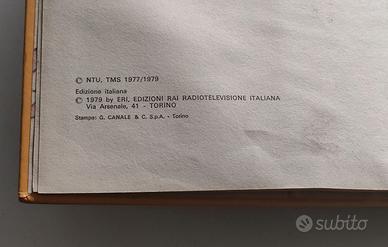 © NTU, TMS 1977/1979
Edizione italiana
© 1979 by ERI, EDIZIONI RAI RADIOTELEVISIONE ITALIANA
Via Arsenale, 41 - TORINO
Stampa: G. CANALE & C. S.p.A. - Torino
subito